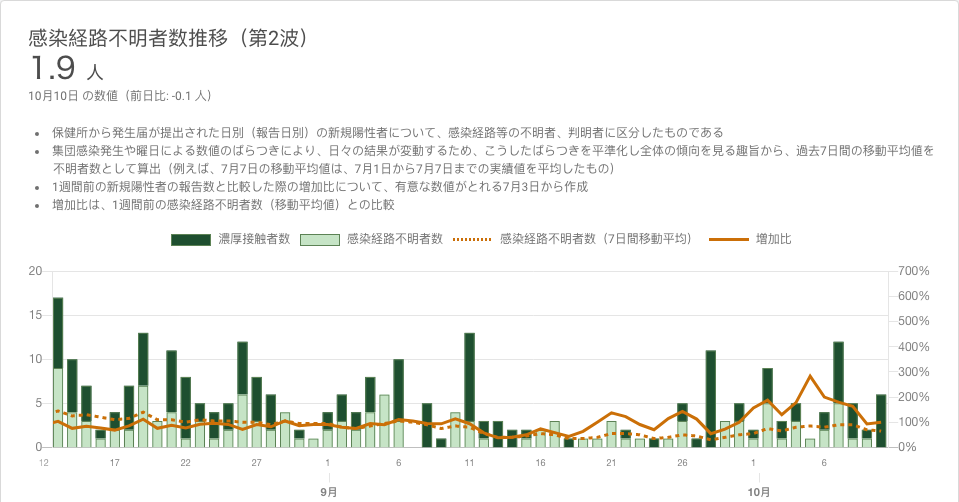 感染経路不明者数推移（第2波）
1.9 人
10月10日 の数値（前日比: -0.1 人）
• 保健所から発生届が提出された日別（報告日別）の新規陽性者について、感染経路等の不明者、判明者に区分したものである
• 集団感染発生や曜日による数値のばらつきにより、日々の結果が変動するため、こうしたばらつきを平準化し全体の傾向を見る趣旨から、過去7日間の移動平均値を
不明者数として算出（例えば、7月7日の移動平均値は、7月1日から7月7日までの実績値を平均したもの）
• 1週間前の新規陽性者の報告数と比較した際の増加比について、有意な数値がとれる7月3日から作成
• 増加比は、1週間前の感染経路不明者数（移動平均値）との比較
濃厚接触者数 感染経路不明者数 感染経路不明者数（7日間移動平均） 増加比
20 700%
600%
15 500%
400%
10 300%
5 200%
100%
0 0%
12 17 22 27 1 6 11 16 21 26 1 6
9月 10月